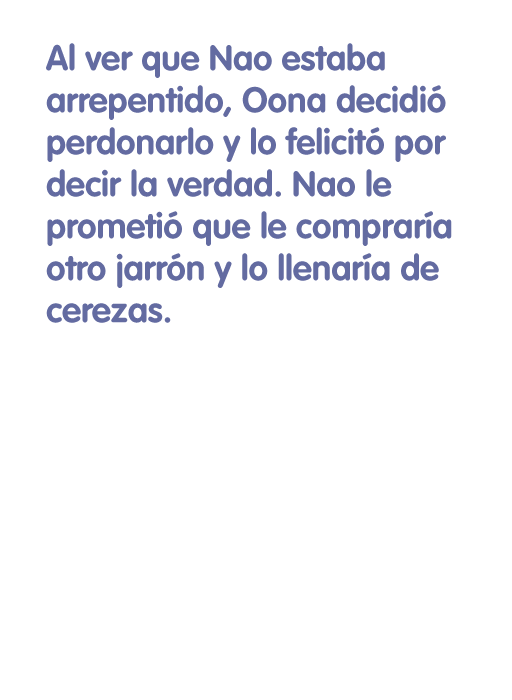 Al ver que Nao estaba
arrepentido, Oona decidió
perdonarlo y lo felicitó por
decir la verdad. Nao le
prometió que le compraría
otro jarrón y lo llenaría de
cerezas.